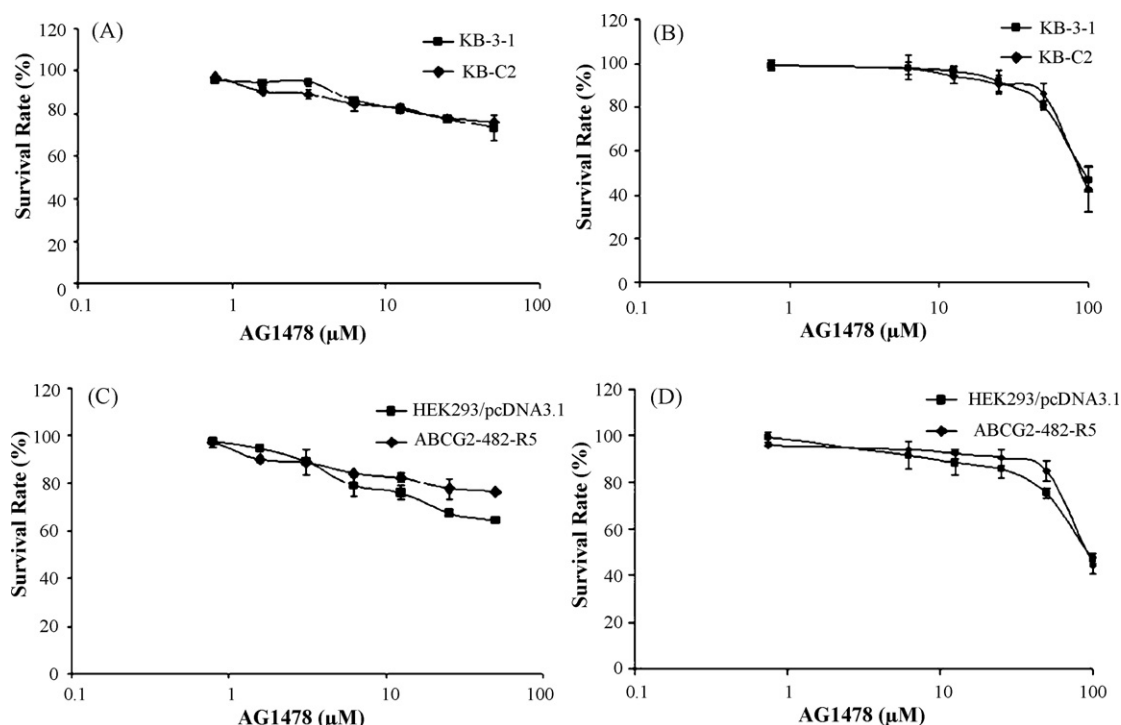 (A)
KB-3-1
KB-C2
Survival Rate (%)
120
100
80
60
40
20
0
0.1
1
10
100
AG1478 (µM)
(B)
KB-3-1
KB-C2
Survival Rate (%)
120
100
80
60
40
20
0
0.1
1
10
100
AG1478 (µM)
(C)
HEK293/pcDNA3.1
ABCG2-482-R5
Survival Rate (%)
120
100
80
60
40
20
0
0.1
1
10
100
AG1478 (µM)
(D)
HEK293/pcDNA3.1
ABCG2-482-R5
Survival Rate (%)
120
100
80
60
40
20
0
0.1
1
10
100
AG1478 (µM)